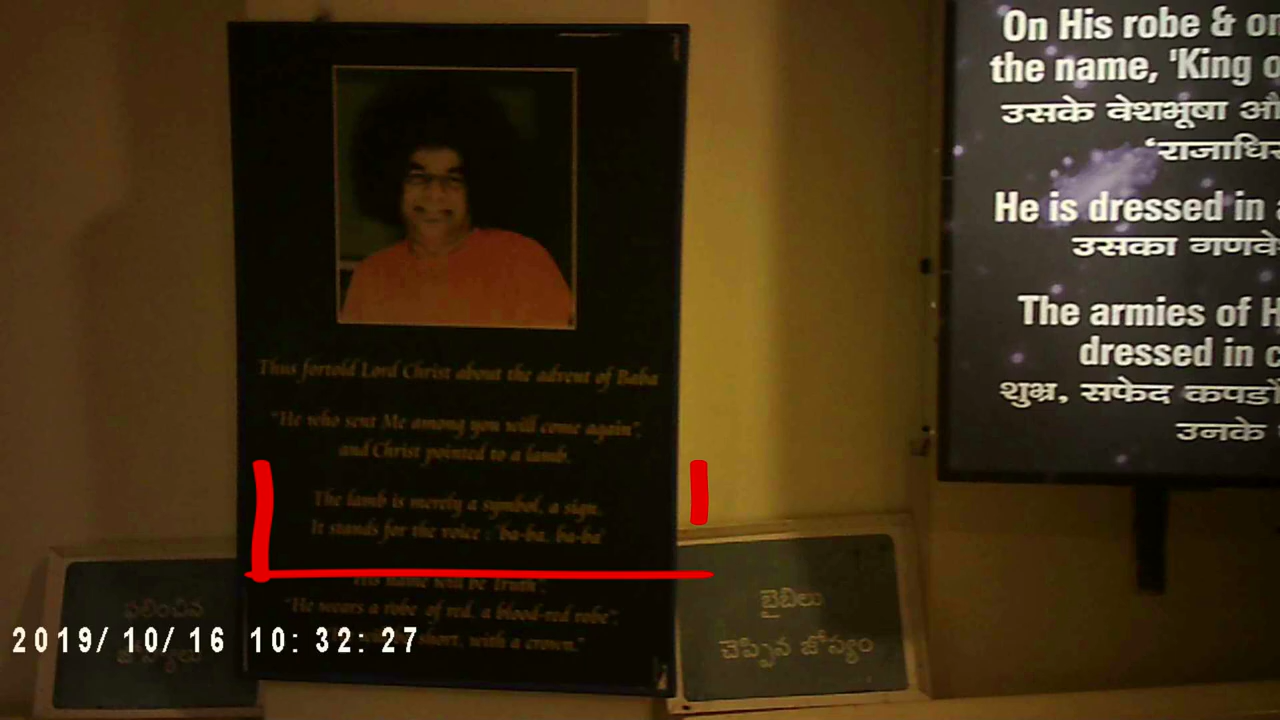 Thus fortold Lord Christ about the advent of Baba
"He who sent Me among you will come again",
and Christ pointed to a lamb.
The lamb is merely a symbol, a sign.
It stands for the voice : 'ba-ba, ba-ba'
His name will be Truth".
"He wears a robe of red, a blood-red robe";
short, with a crown."
ఫలించిన
2019/10/16 10:32:27
బైబిలు
చెప్పిన జోస్యం
On His robe & on
the name, 'King o
उसके वेशभूषा औ
'राजाधिर
He is dressed in
उसका गणवे
The armies of H
dressed in c
शुभ्र, सफेद कपडों
उनके